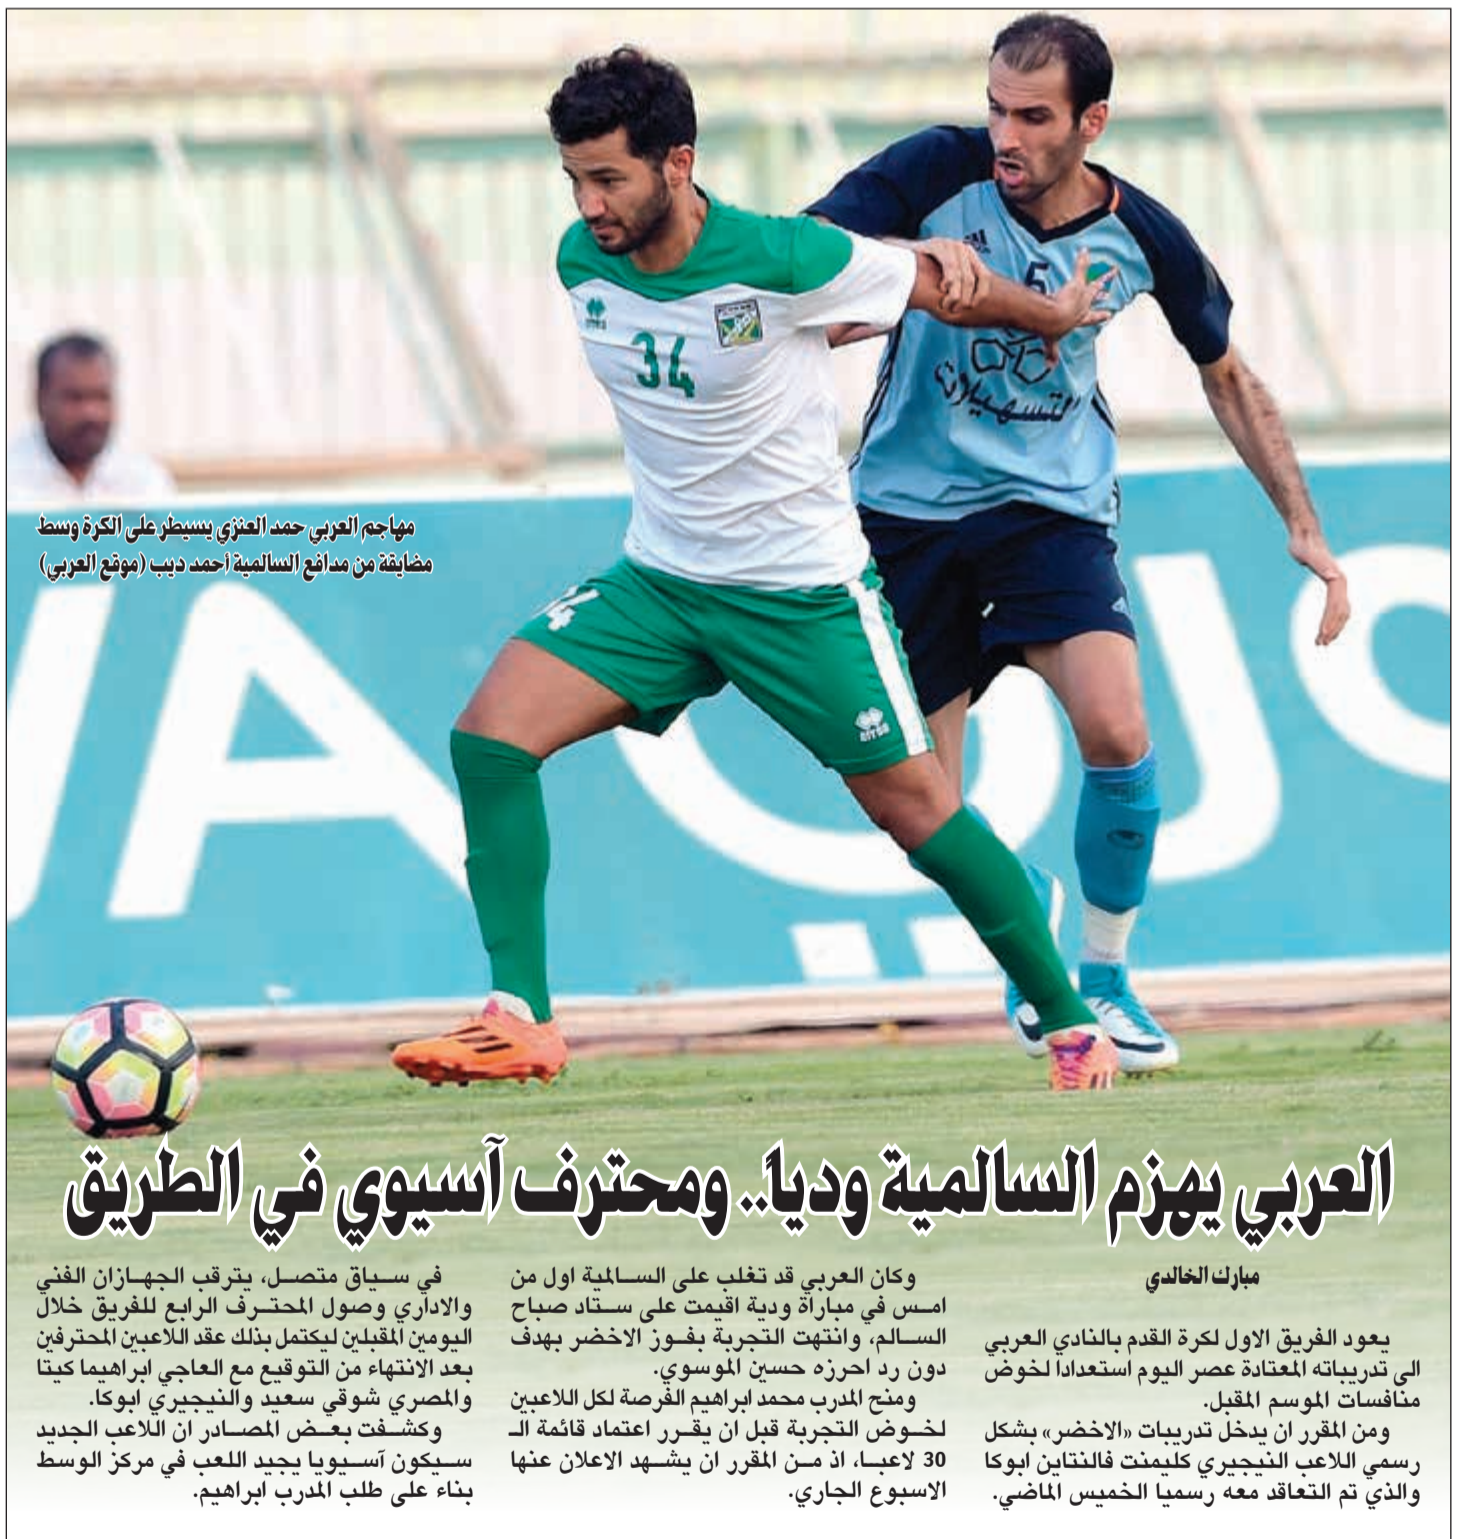 34
5
التسهيلات
مهاجم العربي حمد العنزي يسيطر على الكرة وسط
مضايقة من مدافع السالمية أحمد ديب (موقع العربي)
34
errea
العربي يهزم السالمية ودياً.. ومحترف آسيوي في الطريق
مبارك الخالدي
يعود الفريق الاول لكرة القدم بالنادي العربي
الى تدريباته المعتادة عصر اليوم استعدادا لخوض
منافسات الموسم المقبل.
ومن المقرر ان يدخل تدريبات «الاخضر» بشكل
رسمي اللاعب النيجيري كليمنت فالنتاين ابوكا
والذي تم التعاقد معه رسميا الخميس الماضي.
وكان العربي قد تغلب على السالمية اول من
امس في مباراة ودية اقيمت على ستاد صباح
السالم، وانتهت التجربة بفوز الاخضر بهدف
دون رد احرزه حسين الموسوي.
ومنح المدرب محمد ابراهيم الفرصة لكل اللاعبين
لخوض التجربة قبل ان يقرر اعتماد قائمة الـ
30 لاعبا، اذ من المقرر ان يشهد الاعلان عنها
الاسبوع الجاري.
في سياق متصل، يترقب الجهازان الفني
والاداري وصول المحترف الرابع للفريق خلال
اليومين المقبلين ليكتمل بذلك عقد اللاعبين المحترفين
بعد الانتهاء من التوقيع مع العاجي ابراهيما كيتا
والمصري شوقي سعيد والنيجيري ابوكا.
وكشفت بعض المصادر ان اللاعب الجديد
سيكون آسيويا يجيد اللعب في مركز الوسط
بناء على طلب المدرب ابراهيم.